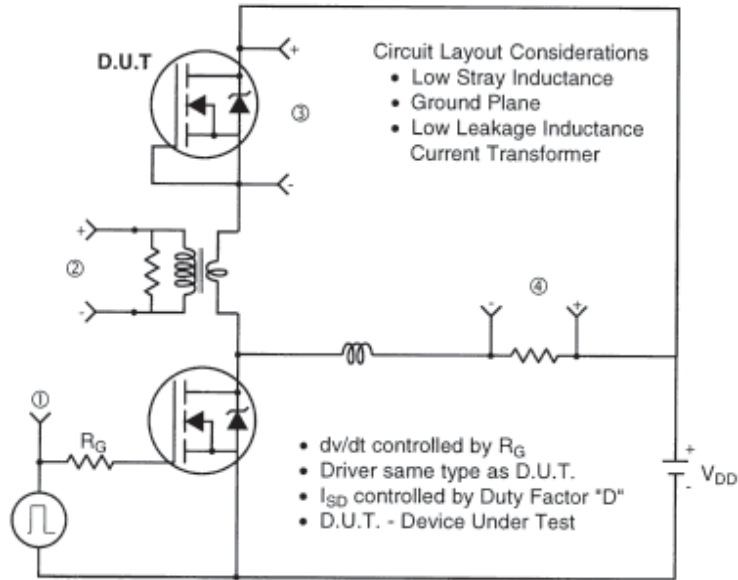 D.U.T
+
③
-
Circuit Layout Considerations
• Low Stray Inductance
• Ground Plane
• Low Leakage Inductance
Current Transformer
+
②
-
④
- +
①
R_G
• dv/dt controlled by R_G
• Driver same type as D.U.T.
• I_SD controlled by Duty Factor "D"
• D.U.T. - Device Under Test
+
V_DD
-